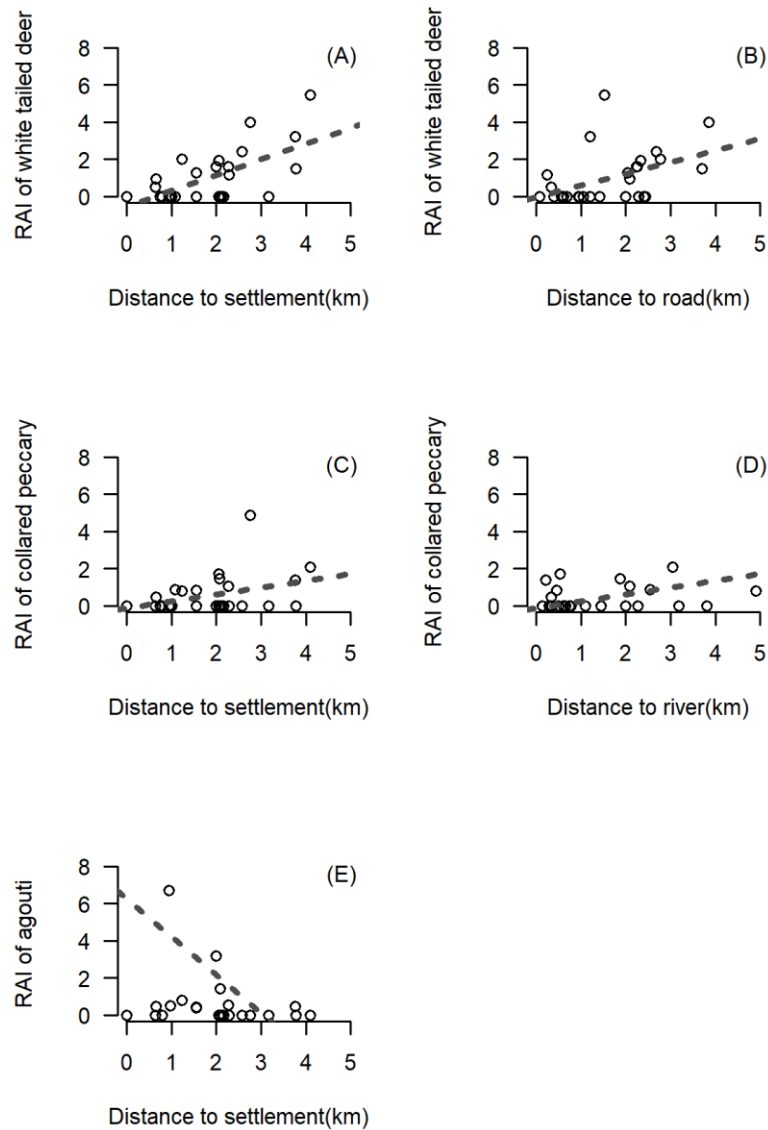 (A)
RAI of white tailed deer
8
6
4
2
0
0 1 2 3 4 5
Distance to settlement(km)
(B)
RAI of white tailed deer
8
6
4
2
0
0 1 2 3 4 5
Distance to road(km)
(C)
RAI of collared peccary
8
6
4
2
0
0 1 2 3 4 5
Distance to settlement(km)
(D)
RAI of collared peccary
8
6
4
2
0
0 1 2 3 4 5
Distance to river(km)
(E)
RAI of agouti
8
6
4
2
0
0 1 2 3 4 5
Distance to settlement(km)